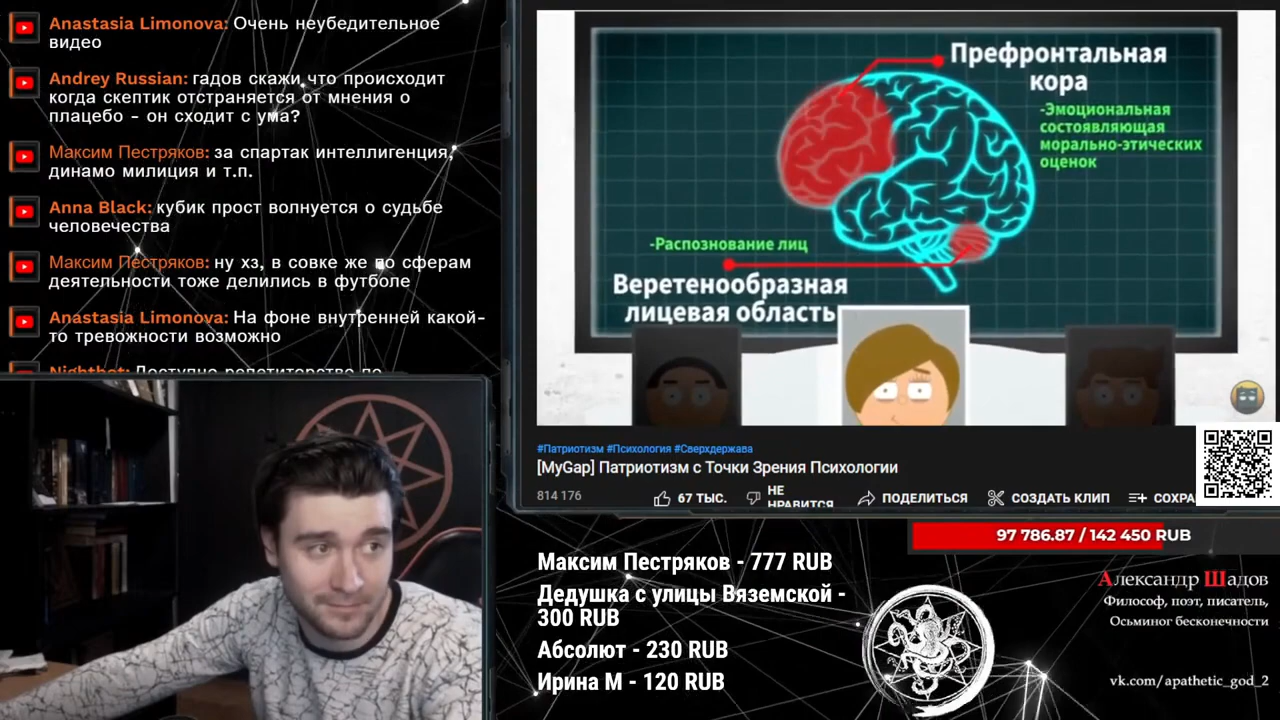 Anastasia Limonova: Очень неубедительное
видео
Andrey Russian: гадов скажи что происходит
когда скептик отстраняется от мнения о
плацебо - он сходит с ума?
Максим Пестряков: за спартак интеллигенция,
динамо милиция и т.п.
Anna Black: кубик прост волнуется о судьбе
человечества
Максим Пестряков: ну хз, в совке же по сферам
деятельности тоже делились в футболе
Anastasia Limonova: На фоне внутренней какой-
то тревожности возможно
Nightbot: Доступно репетиторство по
Префронтальная
кора
-Эмоциональная
состовляющая
морально-этических
оценок
-Распознование лиц
Веретенообразная
лицевая область
#Патриотизм #Психология #Сверхдержава
[MyGap] Патриотизм с Точки Зрения Психологии
814 176
67 ТЫС.
НЕ
НРАВИТСЯ
ПОДЕЛИТЬСЯ
СОЗДАТЬ КЛИП
СОХРА
97 786.87 / 142 450 RUB
Максим Пестряков - 777 RUB
Дедушка с улицы Вяземской -
300 RUB
Абсолют - 230 RUB
Ирина М - 120 RUB
Александр Шадов
Философ, поэт, писатель,
Осьминог бесконечности
vk.com/apathetic_god_2